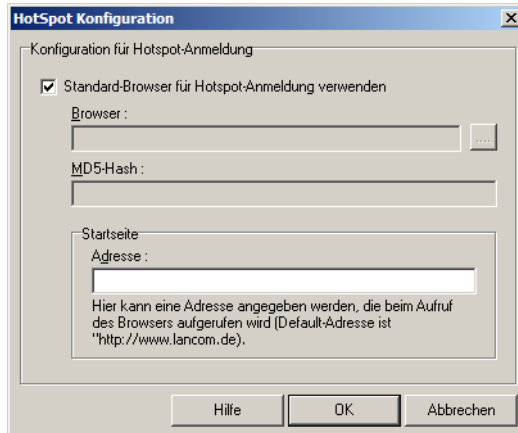 HotSpot Konfiguration
Konfiguration für Hotspot-Anmeldung
Standard-Browser für Hotspot-Anmeldung verwenden
Browser :
....
MD5-Hash :
Startseite
Adresse :
Hier kann eine Adresse angegeben werden, die beim Aufruf
des Browsers aufgerufen wird (Default-Adresse ist
"http://www.lancom.de).
Hilfe
OK
Abbrechen